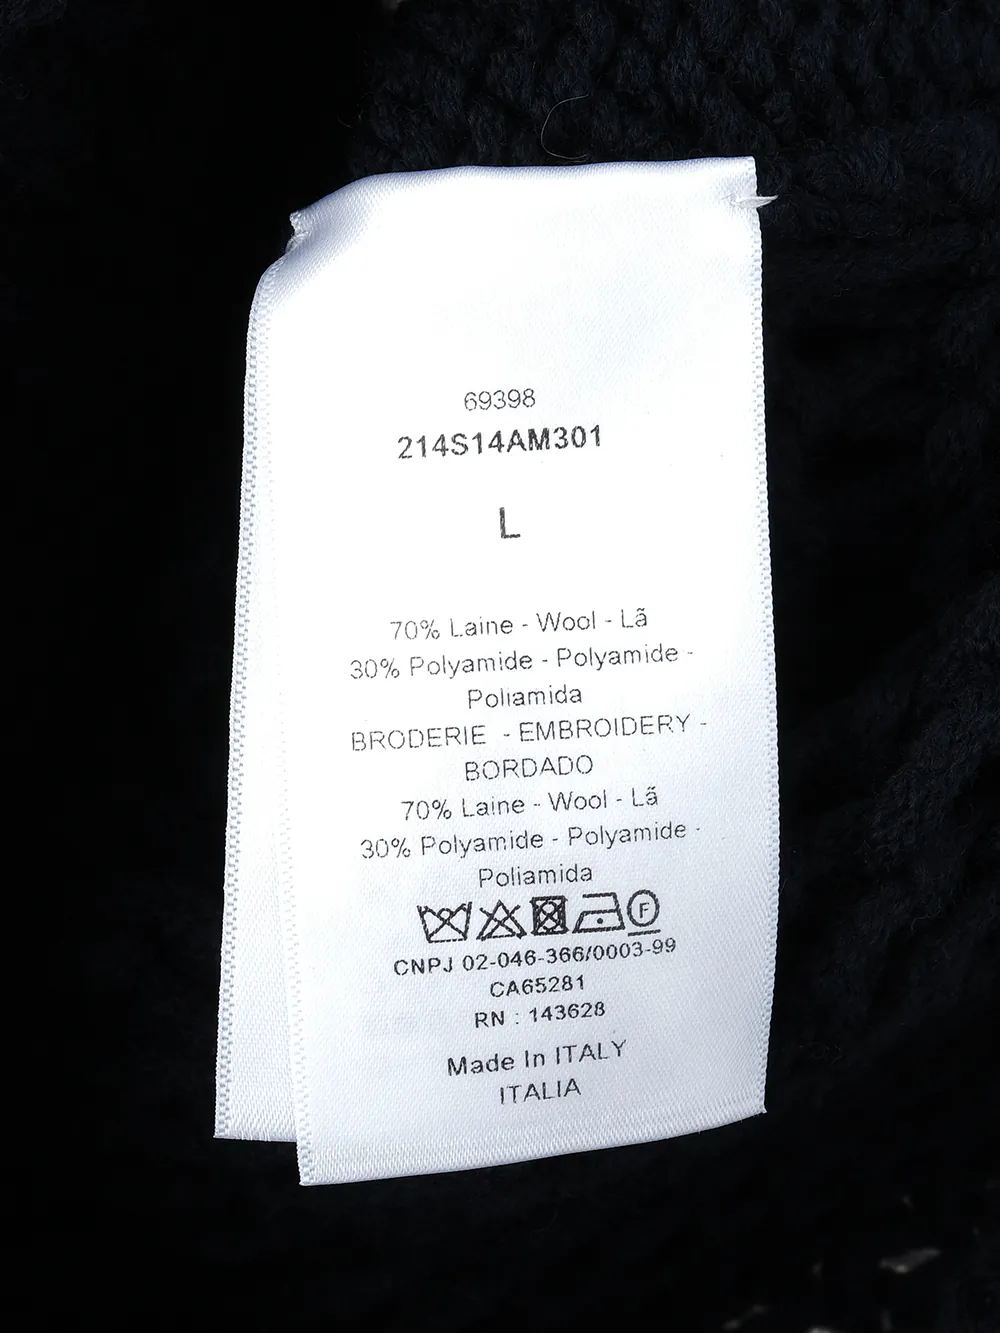 69398
214S14AM301
L
70% Laine - Wool - Lã
30% Polyamide - Polyamide -
Poliamida
BRODERIE - EMBROIDERY -
BORDADO
70% Laine - Wool - Lã
30% Polyamide - Polyamide -
Poliamida
F
CNPJ 02-046-366/0003-99
CA65281
RN : 143628
Made In ITALY
ITALIA